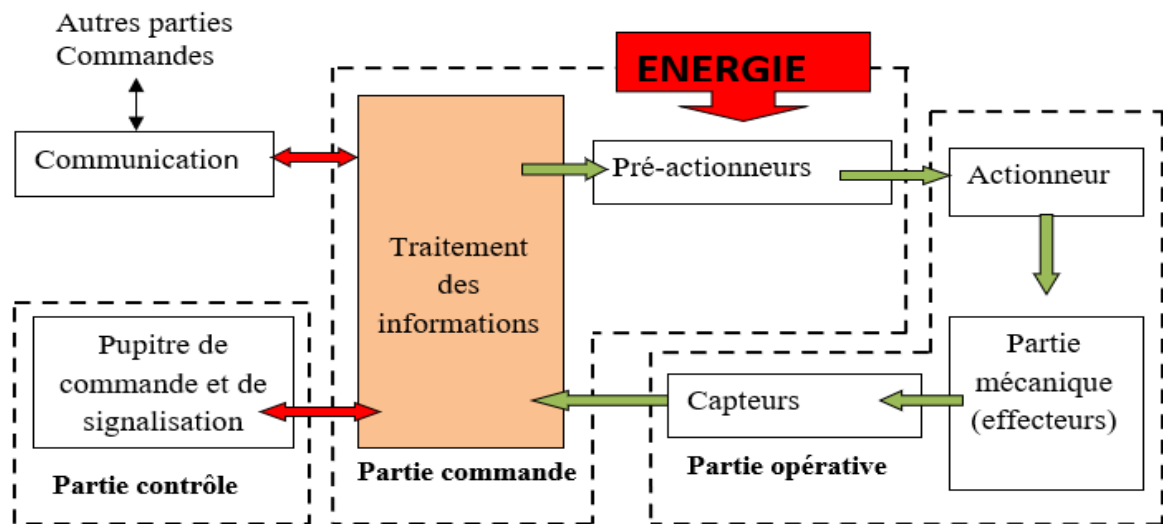 Autres parties
Commandes
ENERGIE
Communication
Pré-actionneurs
Actionneur
Traitement
des
informations
Pupitre de
commande et de
signalisation
Partie
mécanique
(effecteurs)
Capteurs
Partie contrôle
Partie commande
Partie opérative